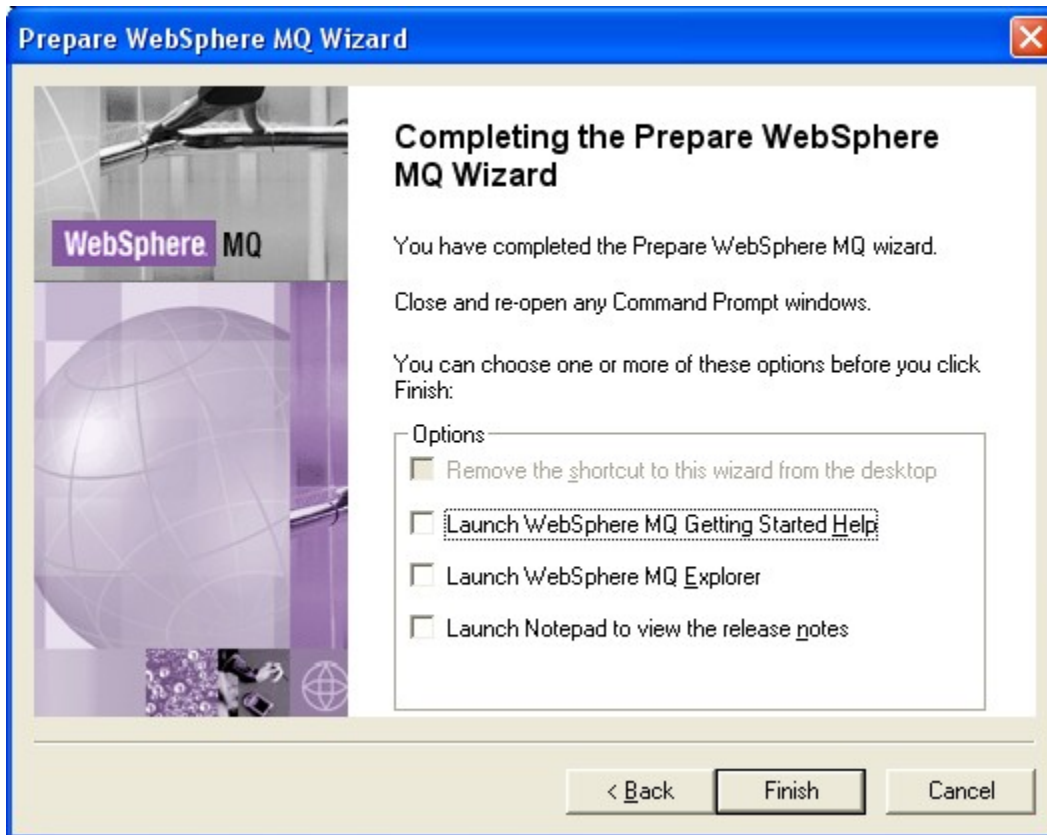 Prepare WebSphere MQ Wizard
WebSphere MQ
Completing the Prepare WebSphere
MQ Wizard
You have completed the Prepare WebSphere MQ wizard.
Close and re-open any Command Prompt windows.
You can choose one or more of these options before you click
Finish:
Options
Remove the shortcut to this wizard from the desktop
Launch WebSphere MQ Getting Started Help
Launch WebSphere MQ Explorer
Launch Notepad to view the release notes
< Back Finish Cancel